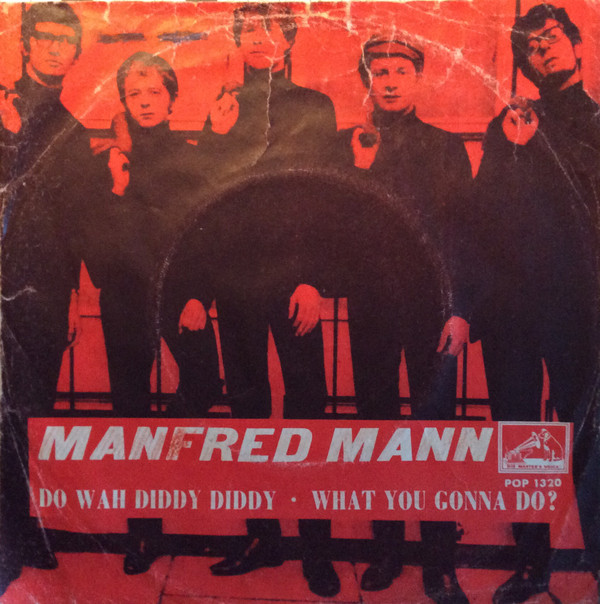 MANFRED MANN
HIS MASTER'S VOICE
POP 1320
DO WAH DIDDY DIDDY · WHAT YOU GONNA DO?